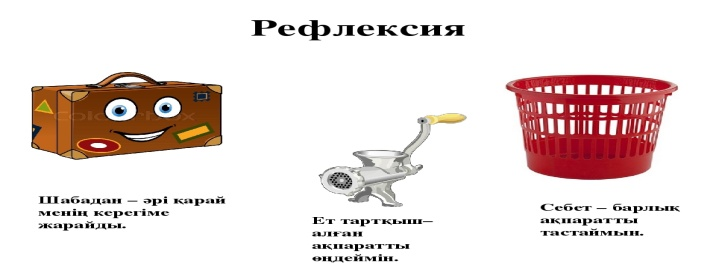 Рефлексия
Шабадан – әрі қарай
менің керегіме
жарайды.
Ет тартқыш–
алған
ақпаратты
өңдеймін.
Себет – барлық
ақпаратты
тастаймын.